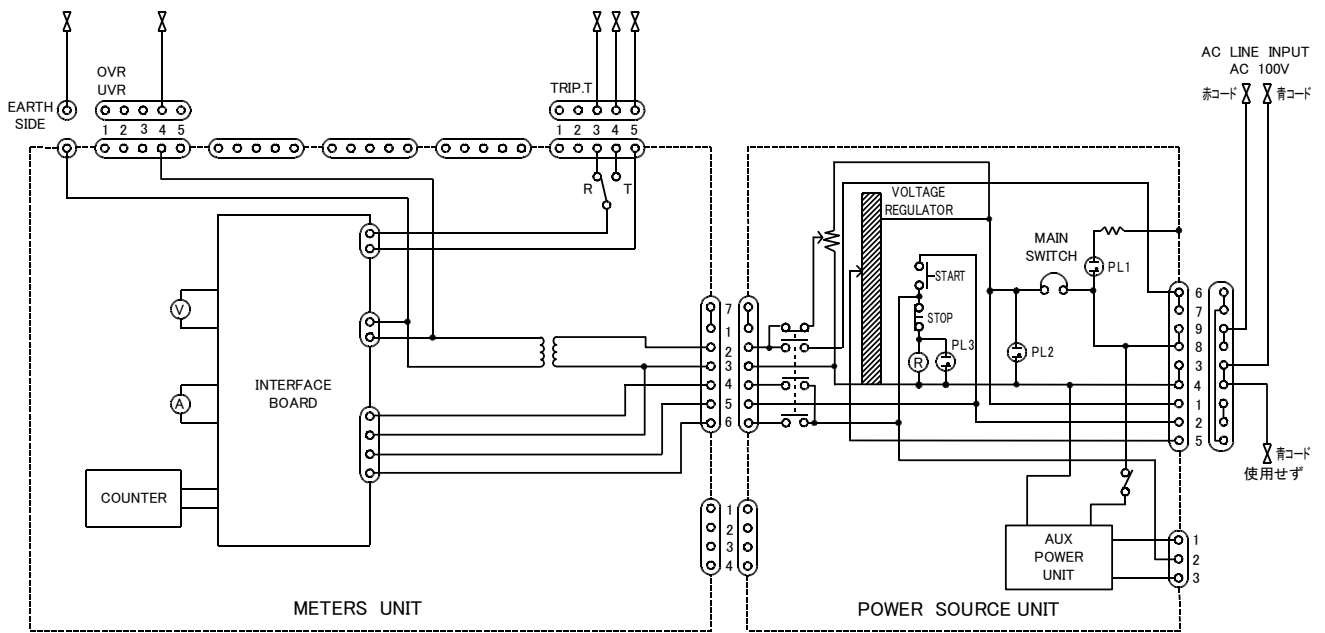 AC LINE INPUT
AC 100V
赤コード 青コード
OVR
UVR
TRIP.T
EARTH
SIDE
1 2 3 4 5
1 2 3 4 5
R T
VOLTAGE
REGULATOR
MAIN
SWITCH
PL1
START
STOP
PL3
R
PL2
V
A
INTERFACE
BOARD
COUNTER
7
1
2
3
4
5
6
1
2
3
4
6
7
9
8
3
4
1
2
5
青コード
使用せず
AUX
POWER
UNIT
1
2
3
METERS UNIT
POWER SOURCE UNIT